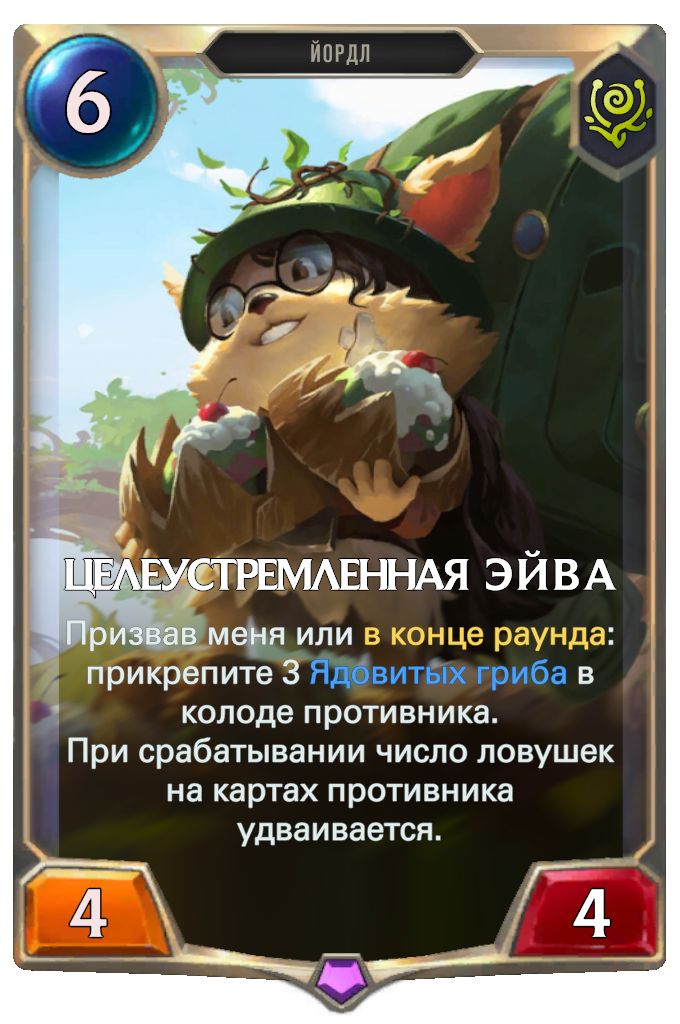 ЙОРДЛ
6
ЦЕЛЕУСТРЕМЛЕННАЯ ЭЙВА
Призвав меня или в конце раунда:
прикрепите 3 Ядовитых гриба в
колоде противника.
При срабатывании число ловушек
на картах противника
удваивается.
4
4